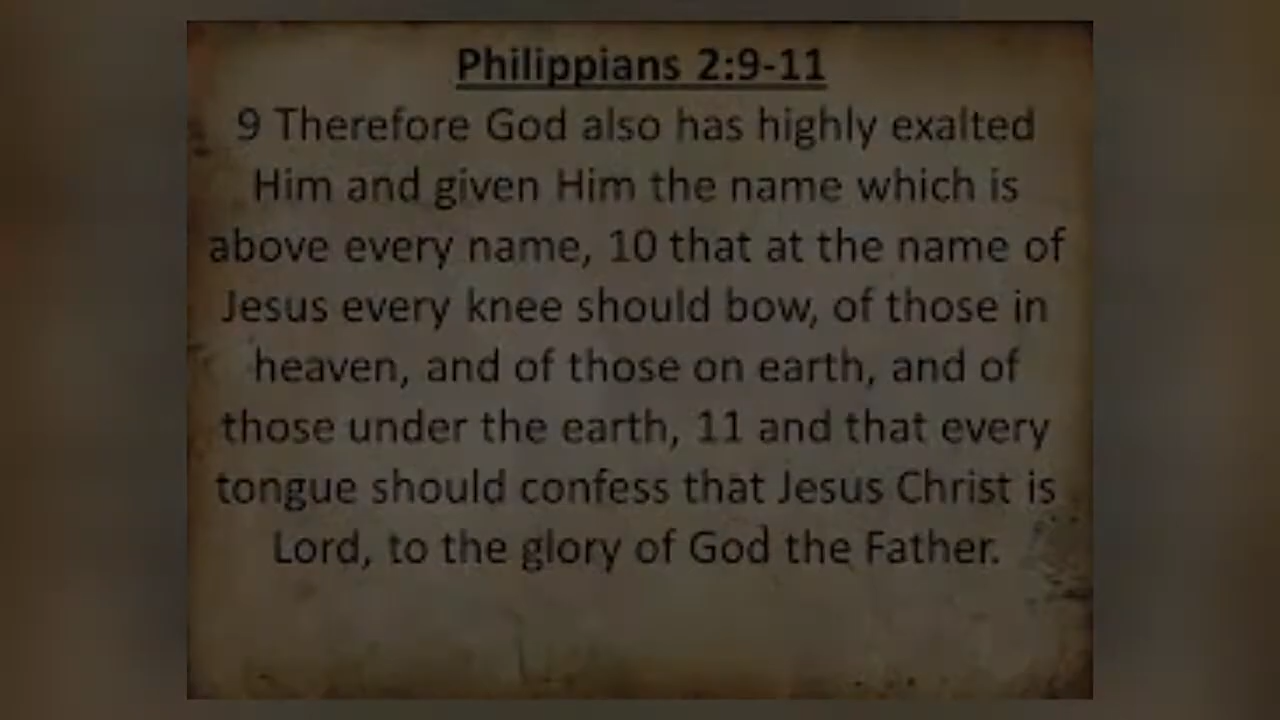 Philippians 2:9-11
9 Therefore God also has highly exalted
Him and given Him the name which is
above every name, 10 that at the name of
Jesus every knee should bow, of those in
heaven, and of those on earth, and of
those under the earth, 11 and that every
tongue should confess that Jesus Christ is
Lord, to the glory of God the Father.